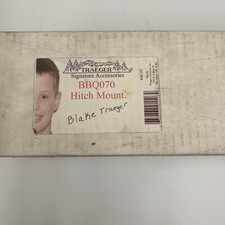 TRAEGER
Signature Accessories
BBQ070
Hitch Mount.
Blake Traeger